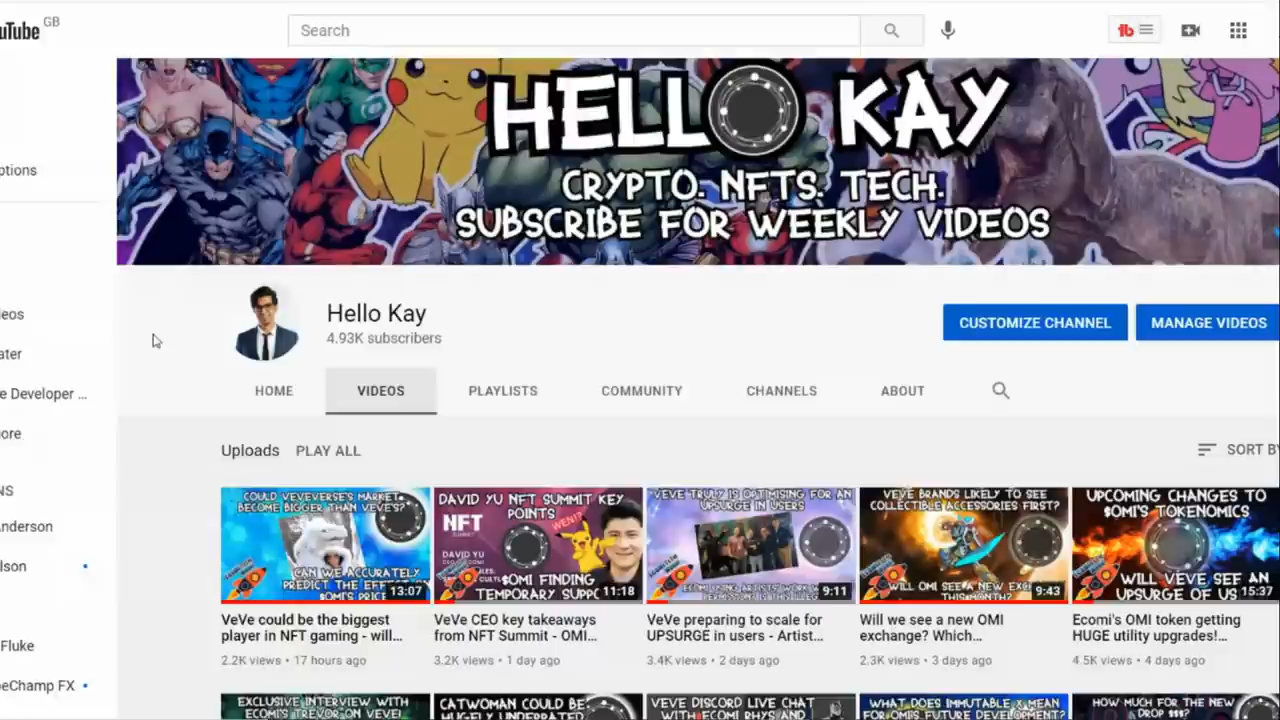 uTube GB
Search
HELLO KAY
CRYPTO. NFTS. TECH.
SUBSCRIBE FOR WEEKLY VIDEOS
ptions
Hello Kay
4.93K subscribers
CUSTOMIZE CHANNEL
MANAGE VIDEOS
eos
ater
e Developer ...
ore
HOME
VIDEOS
PLAYLISTS
COMMUNITY
CHANNELS
ABOUT
Uploads
PLAY ALL
SORT BY
NS
nderson
lson
Fluke
eChamp FX
COULD VEVEVERSE'S MARKET
BECOME BIGGER THAN VEVE'S?
CAN WE ACCURATELY
PREDICT THE EFFECT
$OMI'S PRICE
13:07
VeVe could be the biggest
player in NFT gaming - will...
2.2K views • 17 hours ago
DAVID YU NFT SUMMIT KEY
POINTS
NFT
SUMMIT
WEN!?
DAVID YU
$OMI FINDING
TEMPORARY SUPPO
11:18
VeVe CEO key takeaways
from NFT Summit - OMI...
3.2K views • 1 day ago
VEVE TRULY IS OPTIMISING FOR AN
UPSURGE IN USERS
9:11
VeVe preparing to scale for
UPSURGE in users - Artist...
3.4K views • 2 days ago
VEVE BRANDS LIKELY TO SEE
COLLECTIBLE ACCESSORIES FIRST?
WILL OMI SEE A NEW EXC
THIS MONTH?
9:43
Will we see a new OMI
exchange? Which...
2.3K views • 3 days ago
UPCOMING CHANGES TO
$OMI'S TOKENOMICS
WILL VEVE SEE AN
UPSURGE OF US
15:37
Ecomi's OMI token getting
HUGE utility upgrades!...
4.5K views • 4 days ago
EXCLUSIVE INTERVIEW WITH
ECOMI'S TREVOR ON VEVE!
CATWOMAN COULD BE
HUGELY UNDERRATED
VEVE DISCORD LIVE CHAT
WITH ECOMI RHYS AND
WHAT DOES IMMUTABLE X MEAN
FOR OMI'S FUTURE DEVELOPMENT?
HOW MUCH FOR THE NEW
DROP